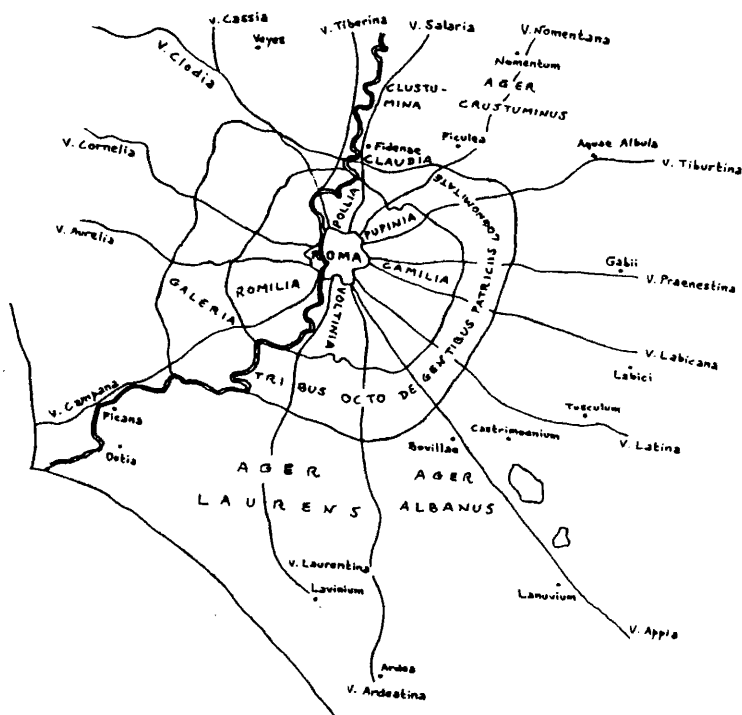 V. Cassia
Veyes
V. Tiberina
V. Salaria
V. Nomentana
Nomentum
V. Clodia
CLUSTU-
MINA
AGER
CRUSTUMINUS
V. Cornelia
Fidenae
CLAUDIA
Ficulea
Aquae Albula
V. Tiburtina
POLLIA
PUPINIA
V. Aurelia
ROMA
CAMILIA
Gabii
V. Praenestina
GALERIA
ROMILIA
VOLTINIA
V. Labicana
Labici
TRIBUS OCTO DE GENTIBUS PATRICIIS
V. Campana
Ficana
Ostia
Tusculum
V. Latina
Castrimoenium
Bovillae
AGER
LAURENS
AGER
ALBANUS
V. Laurentina
Lavinium
Lanuvium
V. Appia
Ardea
V. Ardeatina